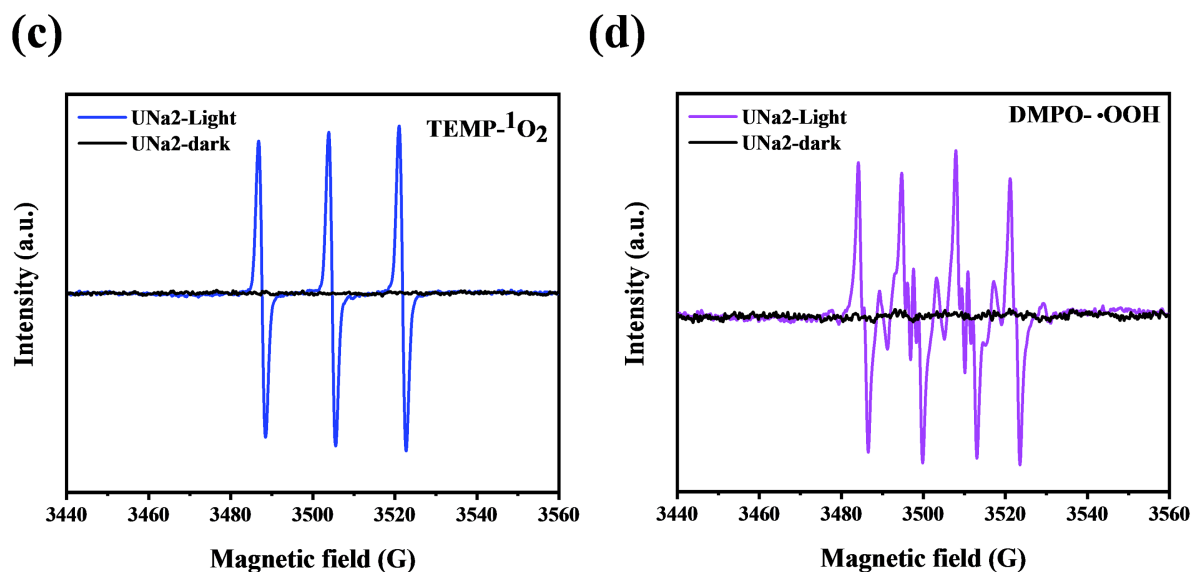 (c)
UNa2-Light
UNa2-dark
TEMP-¹O₂
Intensity (a.u.)
3440 3460 3480 3500 3520 3540 3560
Magnetic field (G)
(d)
UNa2-Light
UNa2-dark
DMPO- •OOH
Intensity (a.u.)
3440 3460 3480 3500 3520 3540 3560
Magnetic field (G)